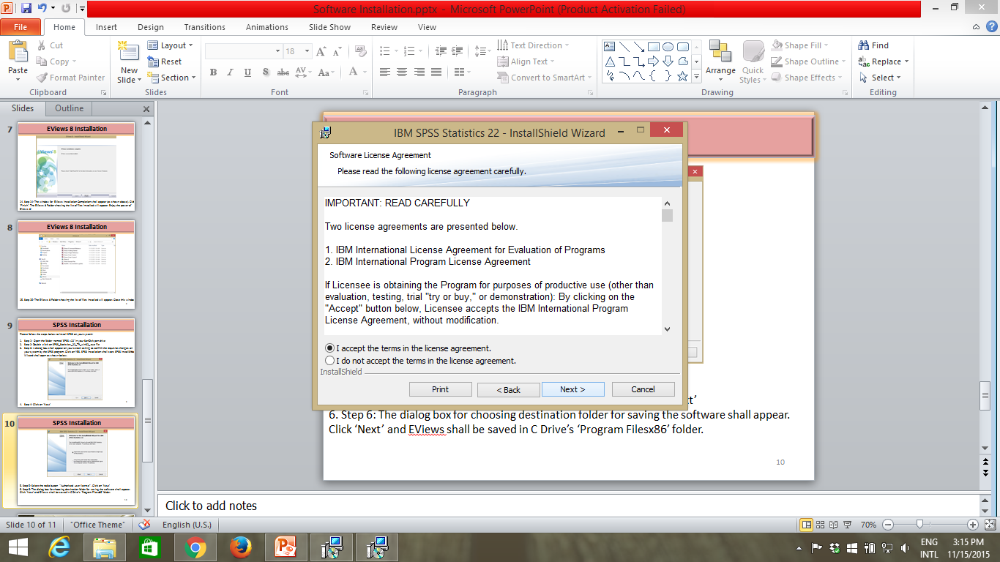 Software Installation.pptx - Microsoft PowerPoint (Product Activation Failed)
File Home Insert Design Transitions Animations Slide Show Review View
Paste
Cut
Copy
Format Painter
Clipboard
New
Slide
Layout
Reset
Section
Slides
18
Font
Text Direction
Align Text
Convert to SmartArt
Paragraph
Arrange
Quick
Styles
Shape Fill
Shape Outline
Shape Effects
Drawing
Find
Replace
Select
Editing
Slides Outline
7
EViews 8 Installation
8
EViews 8 Installation
9
SPSS Installation
10
SPSS Installation
IBM SPSS Statistics 22 - InstallShield Wizard
Software License Agreement
Please read the following license agreement carefully.
IMPORTANT: READ CAREFULLY
Two license agreements are presented below.
1. IBM International License Agreement for Evaluation of Programs
2. IBM International Program License Agreement
If Licensee is obtaining the Program for purposes of productive use (other than
evaluation, testing, trial "try or buy," or demonstration): By clicking on the
"Accept" button below, Licensee accepts the IBM International Program
License Agreement, without modification.
I accept the terms in the license agreement.
I do not accept the terms in the license agreement.
InstallShield
Print < Back Next > Cancel
6. Step 6: The dialog box for choosing destination folder for saving the software shall appear.
Click ‘Next’ and EViews shall be saved in C Drive’s ‘Program Filesx86’ folder.
10
Click to add notes
Slide 10 of 11 "Office Theme" English (U.S.) 70%
ENG 3:15 PM
INTL 11/15/2015